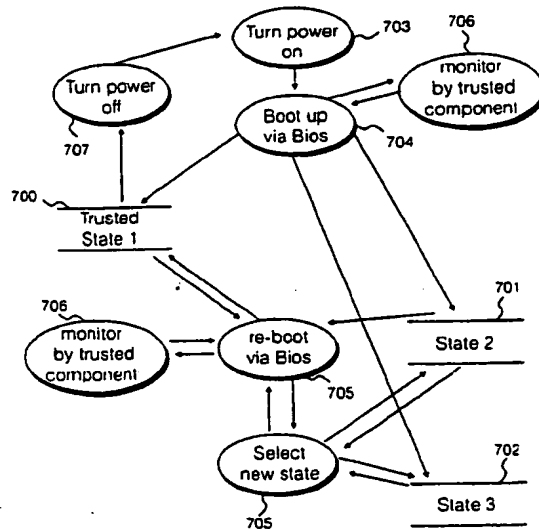 703
Turn power
on
706
monitor
by trusted
component
Turn power
off
707
Boot up
via Bios
704
700
Trusted
State 1
701
State 2
706
monitor
by trusted
component
re-boot
via Bios
705
Select
new state
705
702
State 3